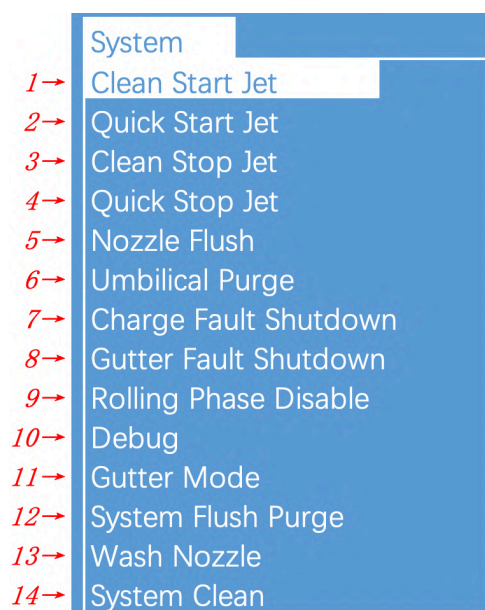 System
1→ Clean Start Jet
2→ Quick Start Jet
3→ Clean Stop Jet
4→ Quick Stop Jet
5→ Nozzle Flush
6→ Umbilical Purge
7→ Charge Fault Shutdown
8→ Gutter Fault Shutdown
9→ Rolling Phase Disable
10→ Debug
11→ Gutter Mode
12→ System Flush Purge
13→ Wash Nozzle
14→ System Clean